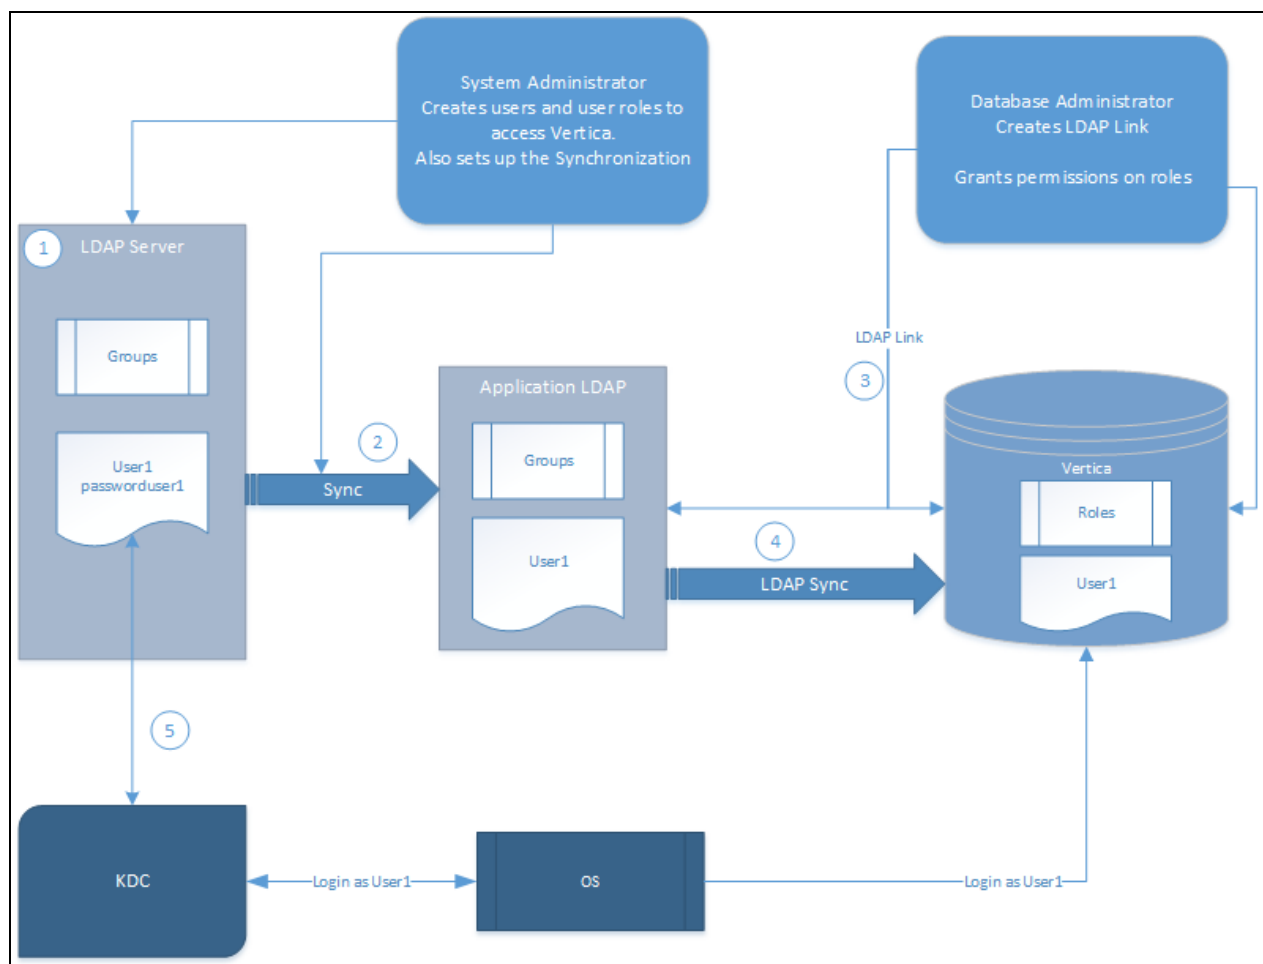 System Administrator
Creates users and user roles to
access Vertica.
Also sets up the Synchronization
Database Administrator
Creates LDAP Link
Grants permissions on roles
1
LDAP Server
Groups
User1
passworduser1
2
Sync
Application LDAP
Groups
User1
LDAP Link
3
4
LDAP Sync
Vertica
Roles
User1
5
KDC
Login as User1
OS
Login as User1